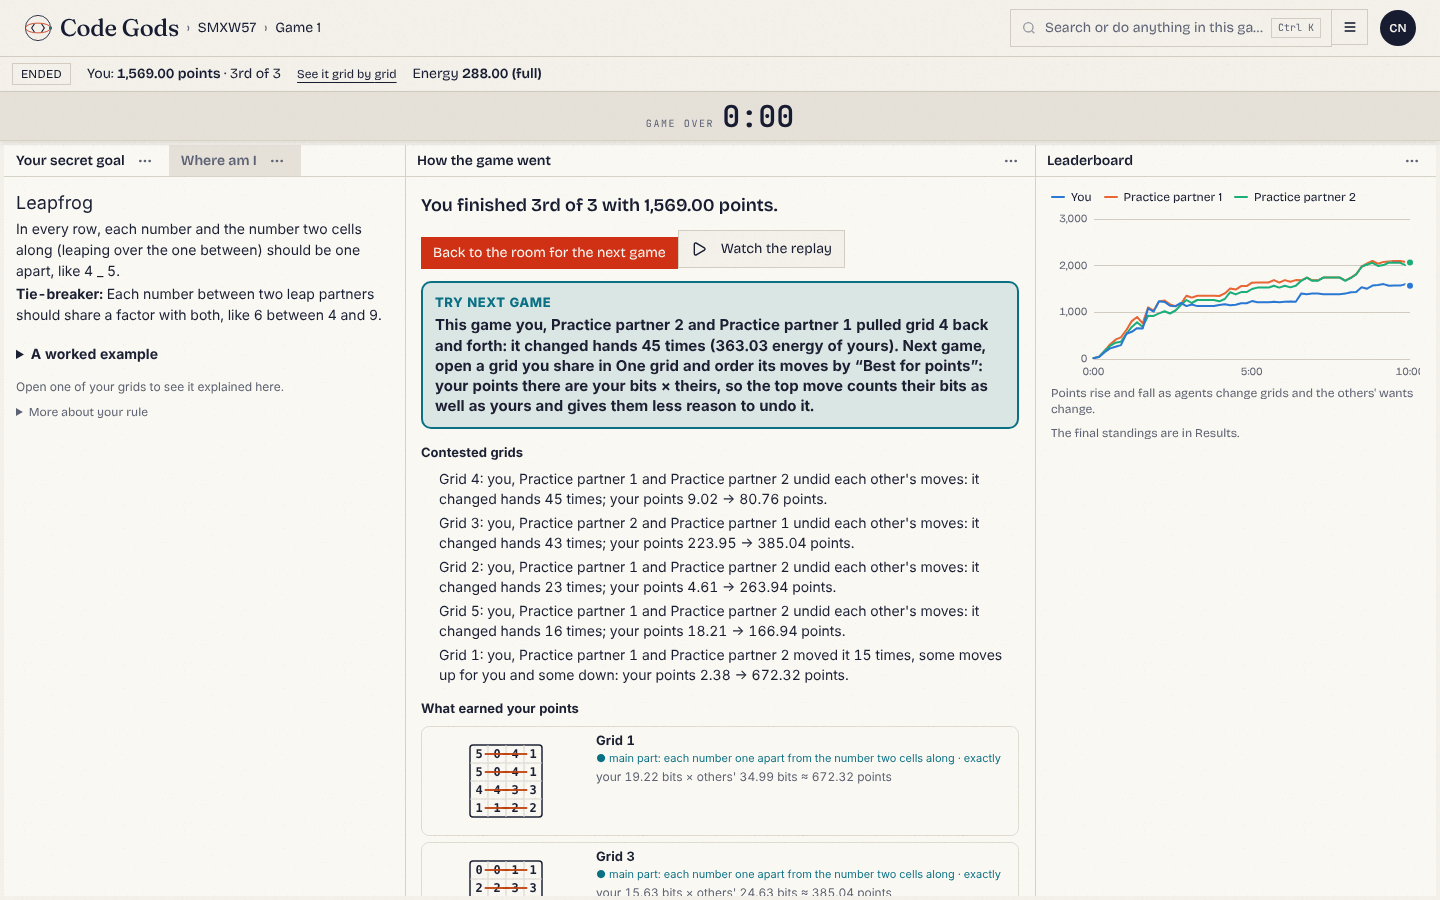 Code Gods › SMXW57 › Game 1
Search or do anything in this ga... Ctrl K
CN
ENDED You: 1,569.00 points · 3rd of 3 See it grid by grid Energy 288.00 (full)
GAME OVER 0:00
Your secret goal ···
Where am I ···
Leapfrog
In every row, each number and the number two cells
along (leaping over the one between) should be one
apart, like 4 _ 5.
Tie-breaker: Each number between two leap partners
should share a factor with both, like 6 between 4 and 9.
▶ A worked example
Open one of your grids to see it explained here.
▶ More about your rule
How the game went ···
You finished 3rd of 3 with 1,569.00 points.
Back to the room for the next game
Watch the replay
TRY NEXT GAME
This game you, Practice partner 2 and Practice partner 1 pulled grid 4 back
and forth: it changed hands 45 times (363.03 energy of yours). Next game,
open a grid you share in One grid and order its moves by “Best for points”:
your points there are your bits × theirs, so the top move counts their bits as
well as yours and gives them less reason to undo it.
Contested grids
Grid 4: you, Practice partner 1 and Practice partner 2 undid each other's moves: it
changed hands 45 times; your points 9.02 → 80.76 points.
Grid 3: you, Practice partner 2 and Practice partner 1 undid each other's moves: it
changed hands 43 times; your points 223.95 → 385.04 points.
Grid 2: you, Practice partner 1 and Practice partner 2 undid each other's moves: it
changed hands 23 times; your points 4.61 → 263.94 points.
Grid 5: you, Practice partner 1 and Practice partner 2 undid each other's moves: it
changed hands 16 times; your points 18.21 → 166.94 points.
Grid 1: you, Practice partner 1 and Practice partner 2 moved it 15 times, some moves
up for you and some down: your points 2.38 → 672.32 points.
What earned your points
5 0 4 1
5 0 4 1
4 4 3 3
1 1 2 2
Grid 1
main part: each number one apart from the number two cells along · exactly
your 19.22 bits × others' 34.99 bits ≈ 672.32 points
0 0 1 1
2 2 3 3
Grid 3
main part: each number one apart from the number two cells along · exactly
your 15.63 bits × others' 24.63 bits ≈ 385.04 points
Leaderboard ···
You Practice partner 1 Practice partner 2
3,000
2,000
1,000
0
0:00 5:00 10:00
Points rise and fall as agents change grids and the others' wants
change.
The final standings are in Results.